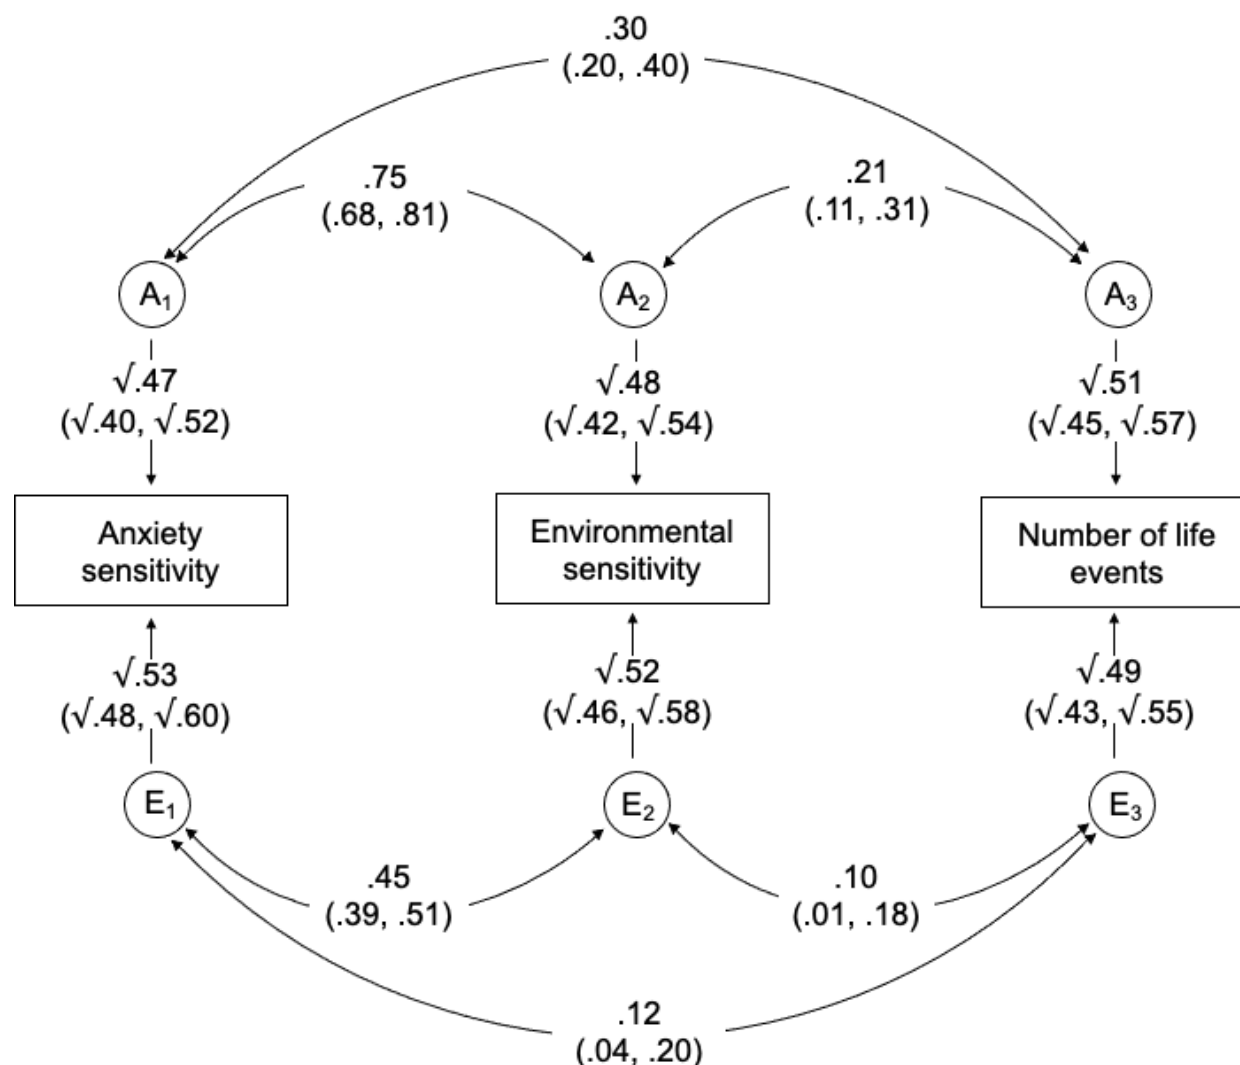 .30
(.20, .40)
.75
(.68, .81)
.21
(.11, .31)
A₁
A₂
A₃
√.47
(√.40, √.52)
√.48
(√.42, √.54)
√.51
(√.45, √.57)
Anxiety
sensitivity
Environmental
sensitivity
Number of life
events
√.53
(√.48, √.60)
√.52
(√.46, √.58)
√.49
(√.43, √.55)
E₁
E₂
E₃
.45
(.39, .51)
.10
(.01, .18)
.12
(.04, .20)